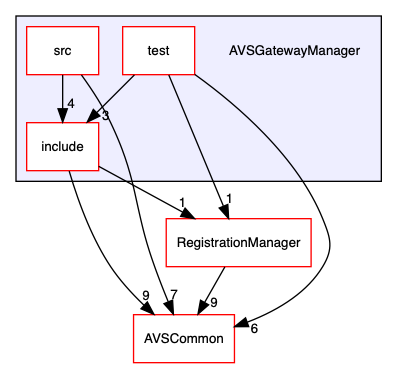 src
test
AVSGatewayManager
4
3
include
1
1
RegistrationManager
9
7
9
6
AVSCommon